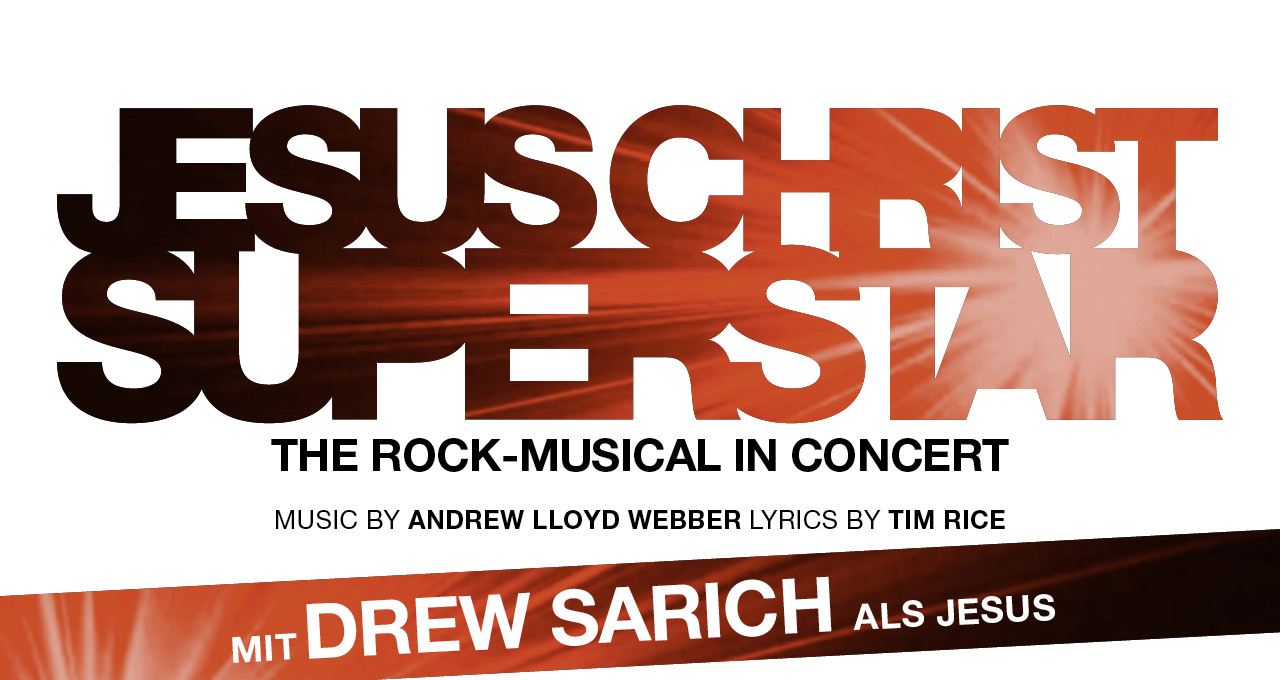 JESUS CHRIST
SUPERSTAR
THE ROCK-MUSICAL IN CONCERT
MUSIC BY ANDREW LLOYD WEBBER LYRICS BY TIM RICE
MIT DREW SARICH ALS JESUS